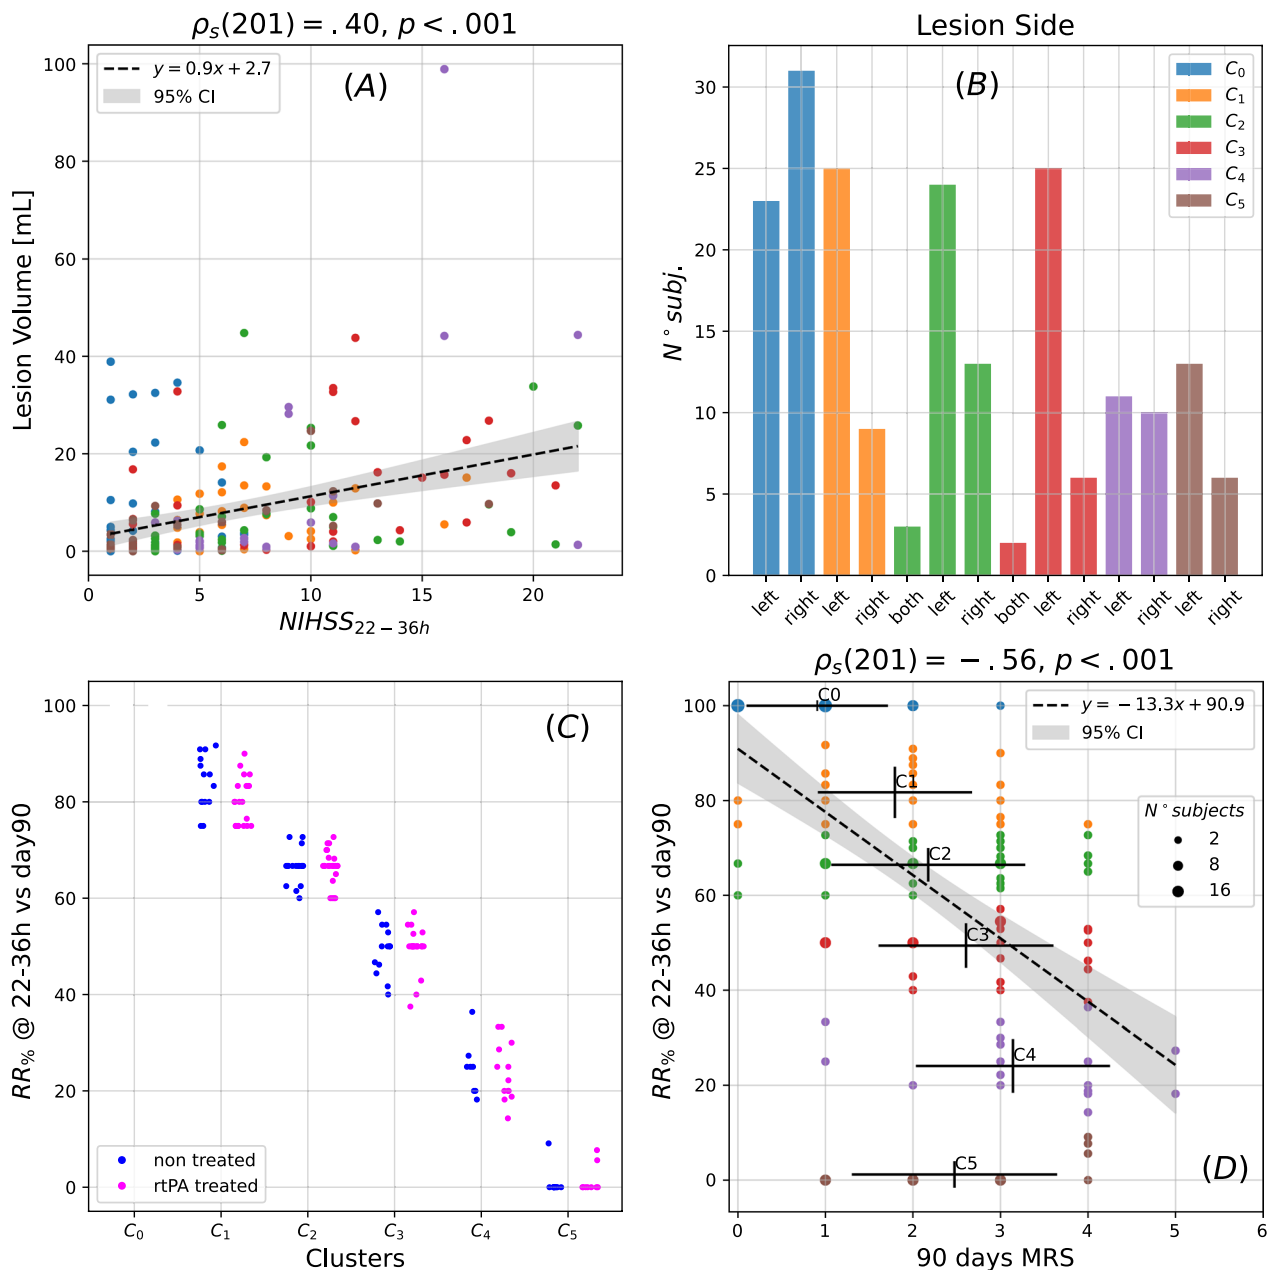 ρₛ(201) = .40, p < .001
y = 0.9x + 2.7
95% CI
(A)
100
80
60
40
20
0
Lesion Volume [mL]
0 5 10 15 20
NIHSS₂₂₋₃₆ₕ
Lesion Side
(B)
C₀
C₁
C₂
C₃
C₄
C₅
30
25
20
15
10
5
0
N° subj.
left right left right both left right both left right left right left right
(C)
100
80
60
40
20
0
RR% @ 22-36h vs day90
non treated
rtPA treated
C₀ C₁ C₂ C₃ C₄ C₅
Clusters
ρₛ(201) = −.56, p < .001
y = −13.3x + 90.9
95% CI
N° subjects
2
8
16
C0
C1
C2
C3
C4
C5
(D)
100
80
60
40
20
0
RR% @ 22-36h vs day90
0 1 2 3 4 5 6
90 days MRS